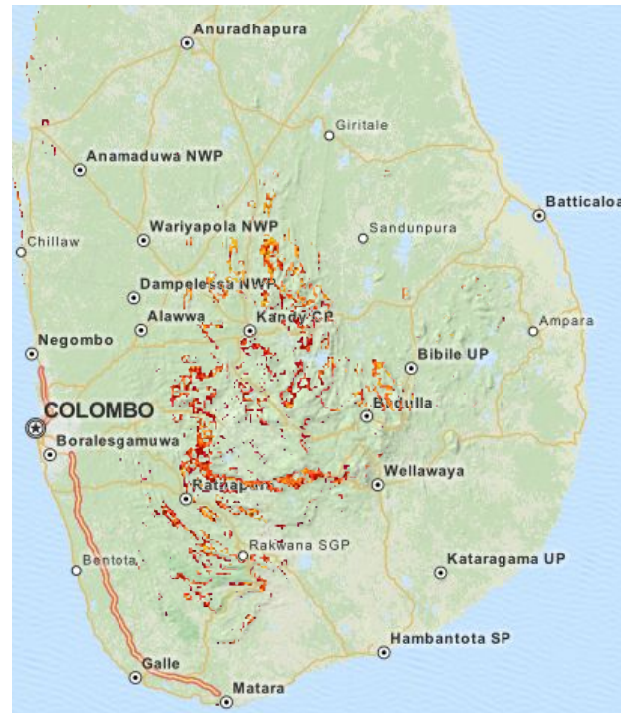 Anuradhapura
Giritale
Anamaduwa NWP
Batticaloa
Wariyapola NWP
Sandunpura
Chillaw
Dampelessa NWP
Alawwa
Kandy CP
Ampara
Negombo
Bibile UP
COLOMBO
Badulla
Boralesgamuwa
Wellawaya
Ratnapura
Rakwana SGP
Bentota
Kataragama UP
Hambantota SP
Galle
Matara